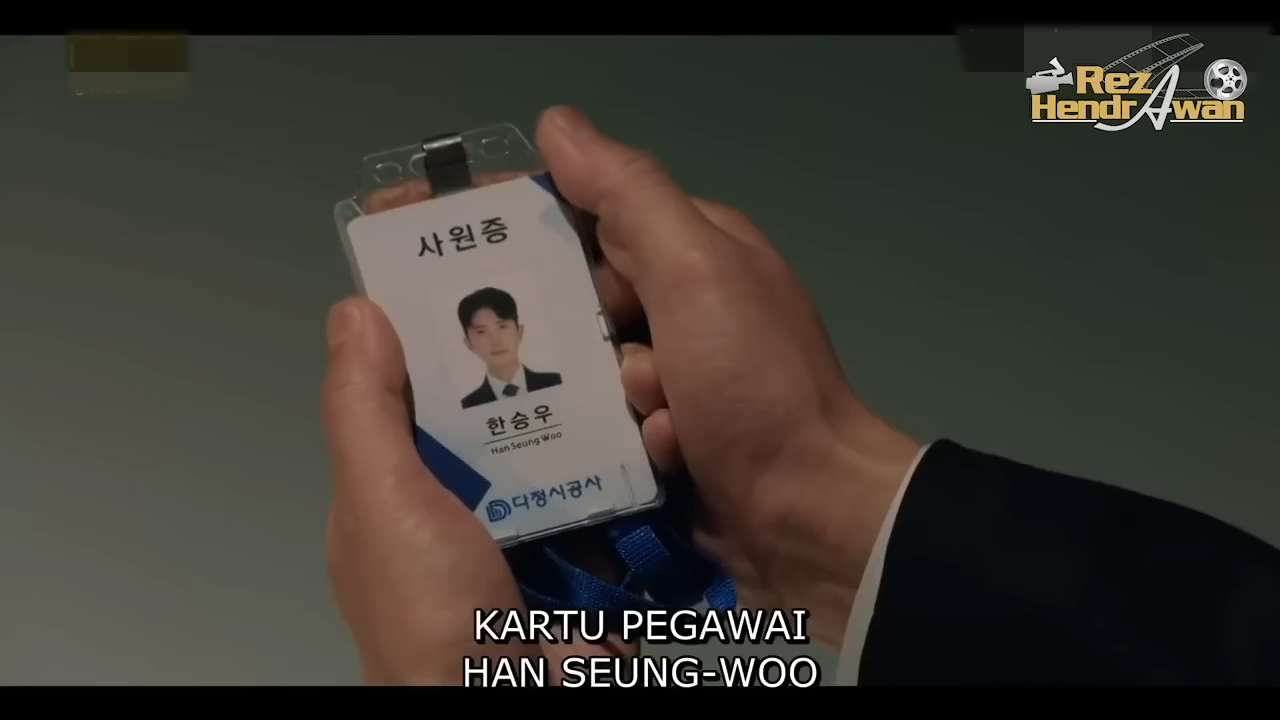 Rez
HendrAwan
사원증
한승우
Han Seung Woo
다정시공사
KARTU PEGAWAI
HAN SEUNG-WOO